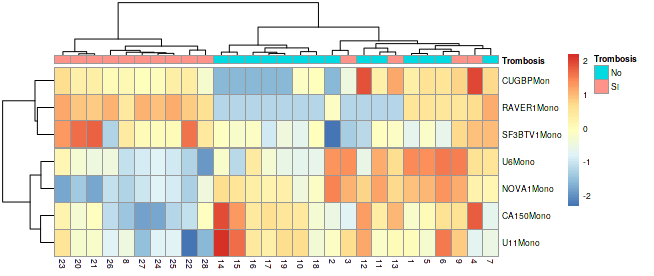 Trombosis
CUGBPMon
RAVER1Mono
SF3BTV1Mono
U6Mono
NOVA1Mono
CA150Mono
U11Mono
23 20 21 26 8 27 24 25 22 28 14 15 16 17 19 10 18 2 3 12 11 13 1 5 6 9 4 7
2
1
0
-1
-2
Trombosis
No
SI